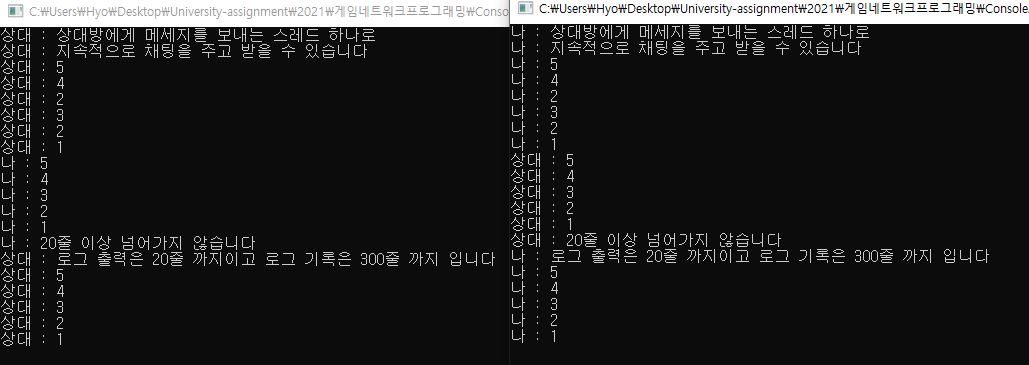 C:₩Users₩Hyo₩Desktop₩University-assignment₩2021₩게임네트워크프로그래밍₩Conso
상대 : 상대방에게 메세지를 보내는 스레드 하나로
상대 : 지속적으로 채팅을 주고 받을 수 있습니다
상대 : 5
상대 : 4
상대 : 2
상대 : 3
상대 : 2
상대 : 1
나 : 5
나 : 4
나 : 3
나 : 2
나 : 1
나 : 20줄 이상 넘어가지 않습니다
상대 : 로그 출력은 20줄 까지이고 로그 기록은 300줄 까지 입니다
상대 : 5
상대 : 4
상대 : 3
상대 : 2
상대 : 1
C:₩Users₩Hyo₩Desktop₩University-assignment₩2021₩게임네트워크프로그래밍₩Console
나 : 상대방에게 메세지를 보내는 스레드 하나로
나 : 지속적으로 채팅을 주고 받을 수 있습니다
나 : 5
나 : 4
나 : 2
나 : 3
나 : 2
나 : 1
상대 : 5
상대 : 4
상대 : 3
상대 : 2
상대 : 1
상대 : 20줄 이상 넘어가지 않습니다
나 : 로그 출력은 20줄 까지이고 로그 기록은 300줄 까지 입니다
나 : 5
나 : 4
나 : 3
나 : 2
나 : 1